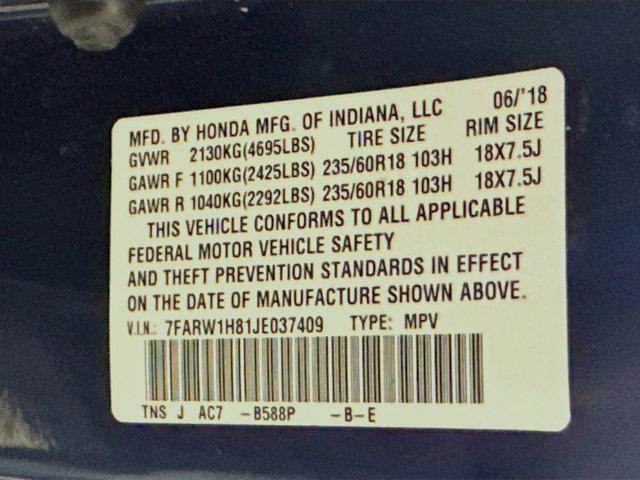 MFD. BY HONDA MFG. OF INDIANA, LLC 06/'18
GVWR 2130KG(4695LBS) TIRE SIZE RIM SIZE
GAWR F 1100KG(2425LBS) 235/60R18 103H 18X7.5J
GAWR R 1040KG(2292LBS) 235/60R18 103H 18X7.5J
THIS VEHICLE CONFORMS TO ALL APPLICABLE
FEDERAL MOTOR VEHICLE SAFETY
AND THEFT PREVENTION STANDARDS IN EFFECT
ON THE DATE OF MANUFACTURE SHOWN ABOVE.
V.I.N.: 7FARW1H81JE037409 TYPE: MPV
TNS J AC7 -B588P -B-E